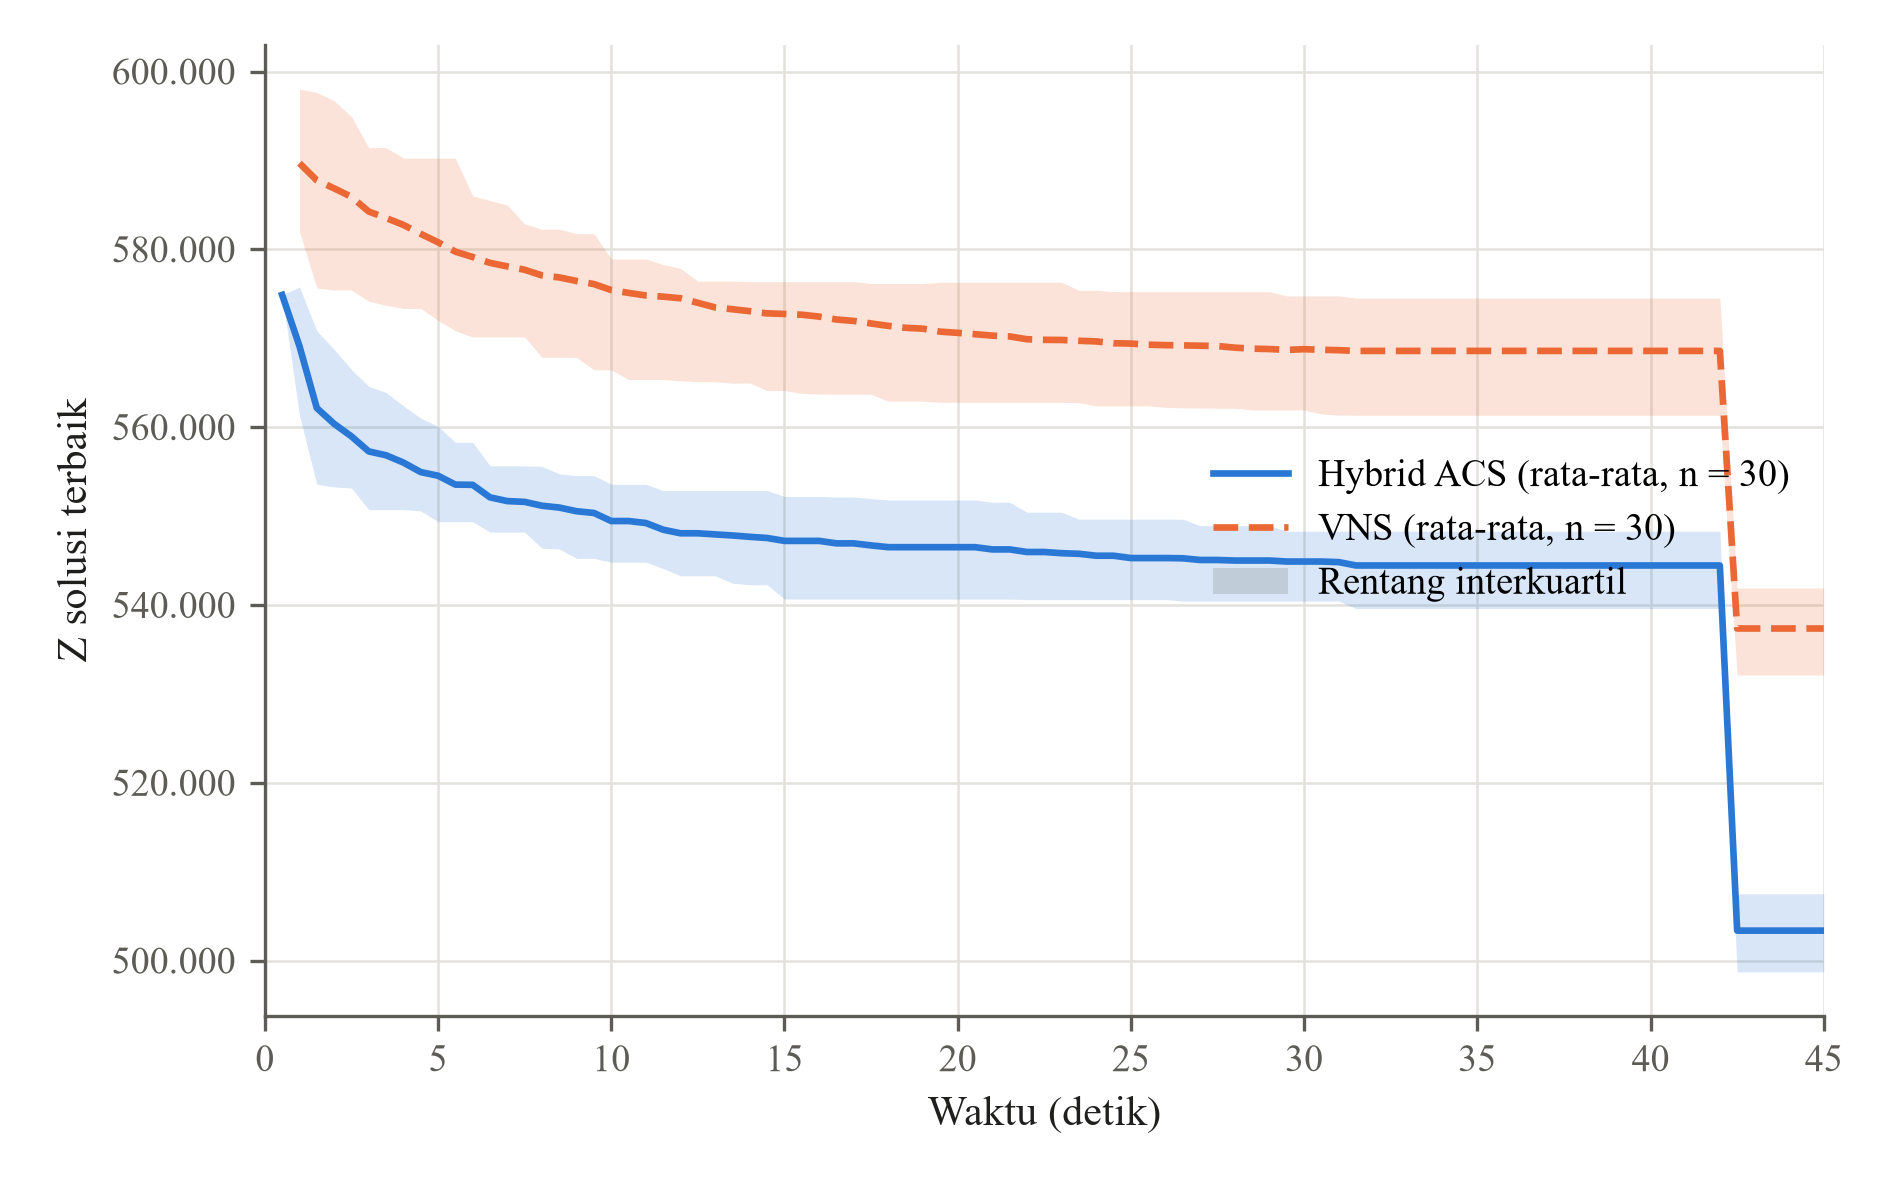 600.000
580.000
560.000
540.000
520.000
500.000
Z solusi terbaik
Hybrid ACS (rata-rata, n = 30)
VNS (rata-rata, n = 30)
Rentang interkuartil
0 5 10 15 20 25 30 35 40 45
Waktu (detik)